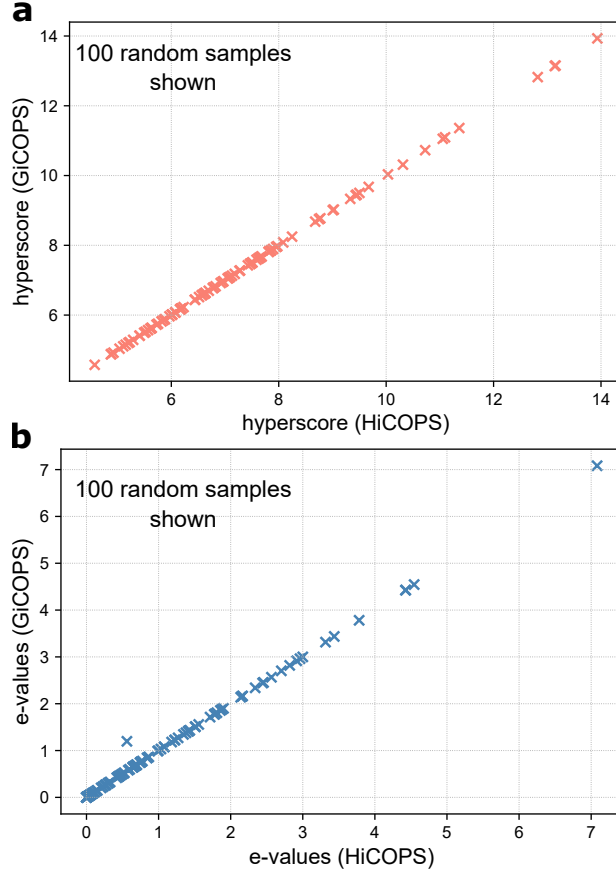 a
14
100 random samples
shown
12
10
8
6
hyperscore (GiCOPS)
6 8 10 12 14
hyperscore (HiCOPS)
b
7
100 random samples
shown
6
5
4
3
2
1
0
e-values (GiCOPS)
0 1 2 3 4 5 6 7
e-values (HiCOPS)